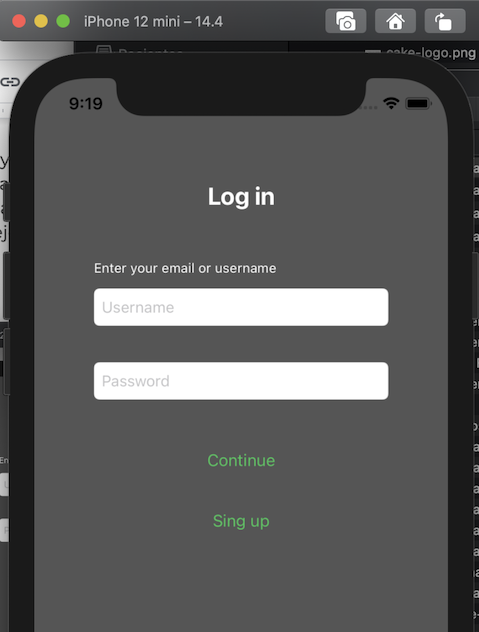 iPhone 12 mini – 14.4
cake-logo.png
9:19
Log in
Enter your email or username
Username
Password
Continue
Sing up